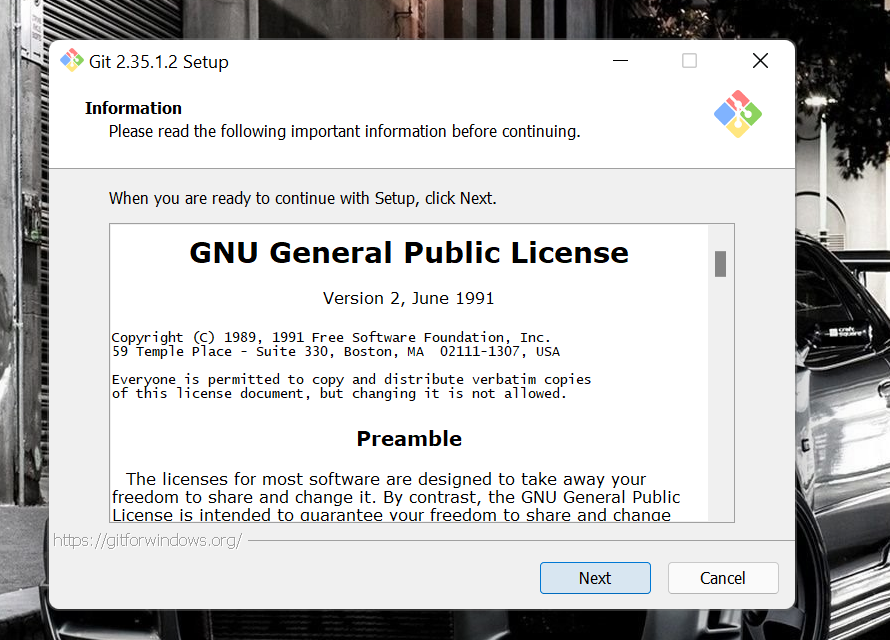 Git 2.35.1.2 Setup
Information
Please read the following important information before continuing.
When you are ready to continue with Setup, click Next.
GNU General Public License
Version 2, June 1991
Copyright (C) 1989, 1991 Free Software Foundation, Inc.
59 Temple Place - Suite 330, Boston, MA  02111-1307, USA
Everyone is permitted to copy and distribute verbatim copies
of this license document, but changing it is not allowed.
Preamble
The licenses for most software are designed to take away your
freedom to share and change it. By contrast, the GNU General Public
License is intended to guarantee your freedom to share and change
https://gitforwindows.org/
Next
Cancel